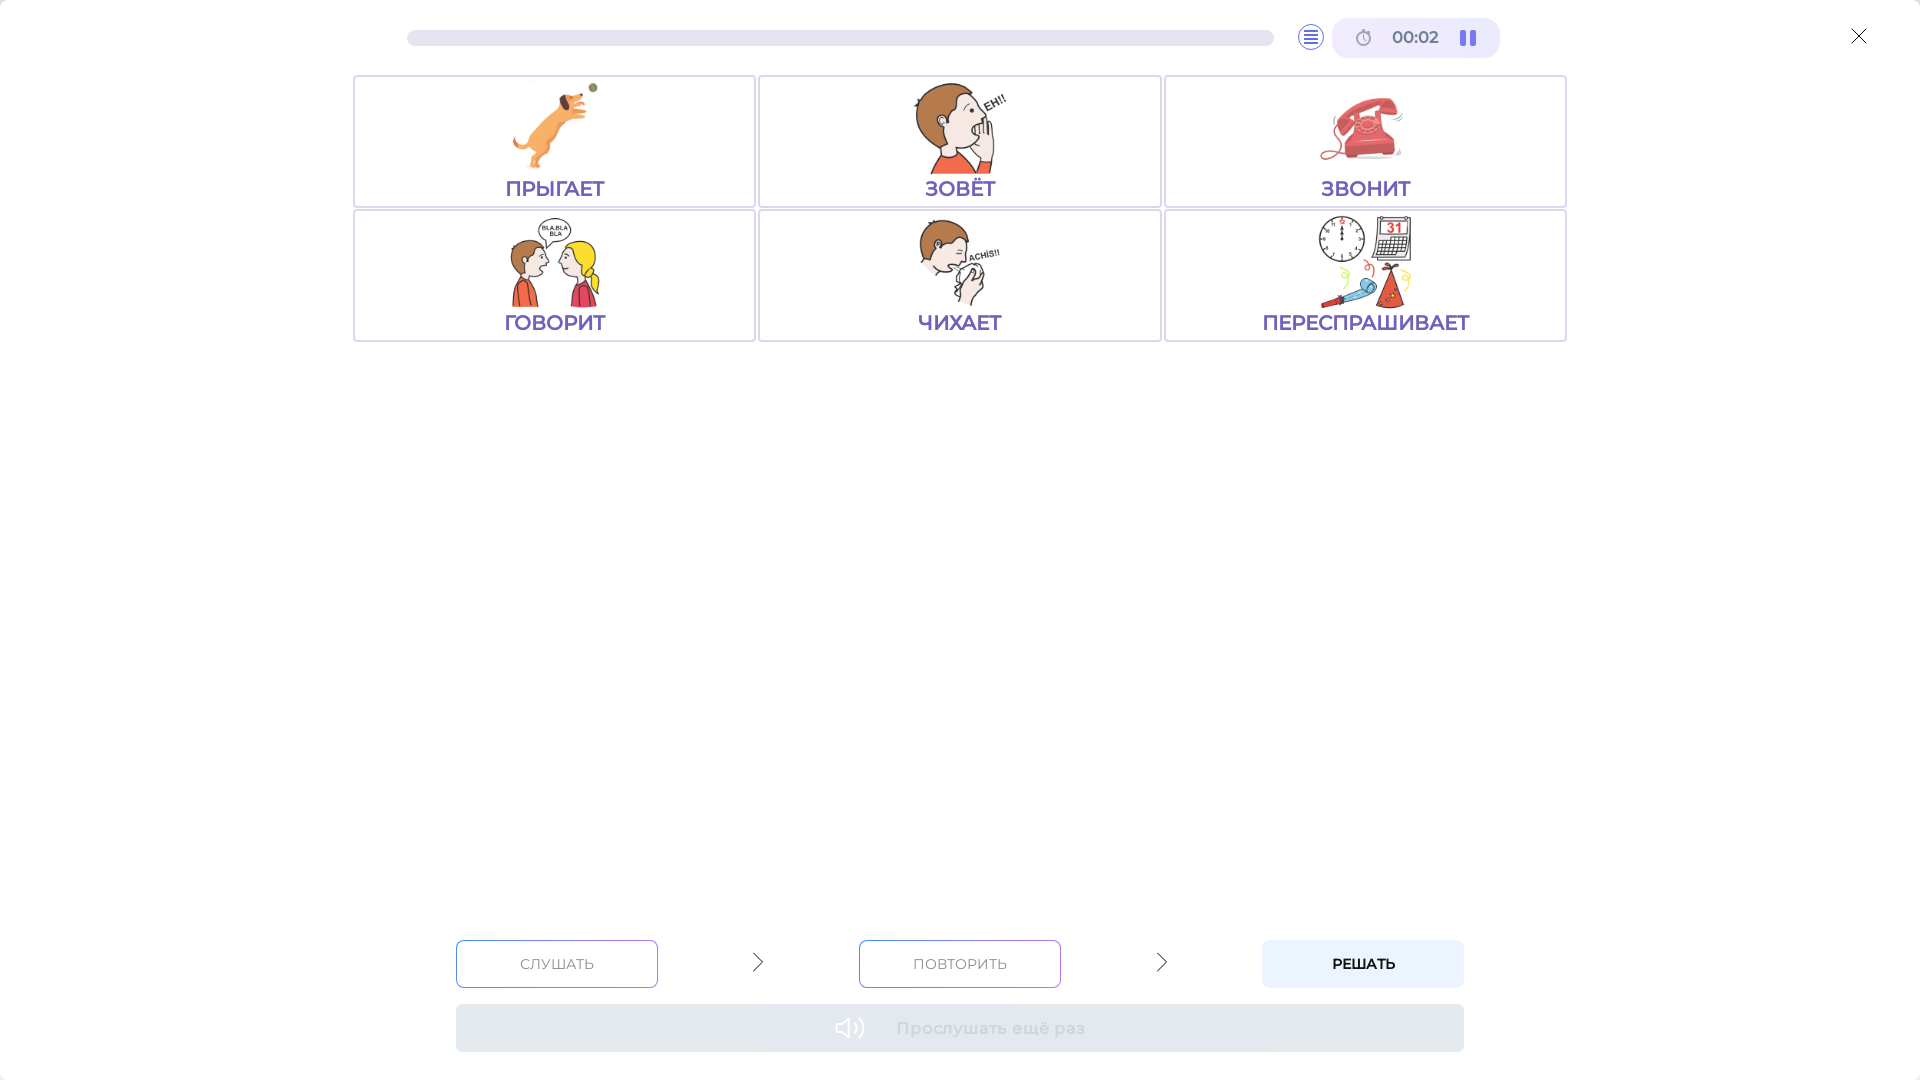 00:02
EH!!
ПРЫГАЕТ
ЗОВЁТ
ЗВОНИТ
BLA,BLA
BLA
ACHÍS!!
31
ГОВОРИТ
ЧИХАЕТ
ПЕРЕСПРАШИВАЕТ
СЛУШАТЬ
ПОВТОРИТЬ
РЕШАТЬ
Прослушать ещё раз